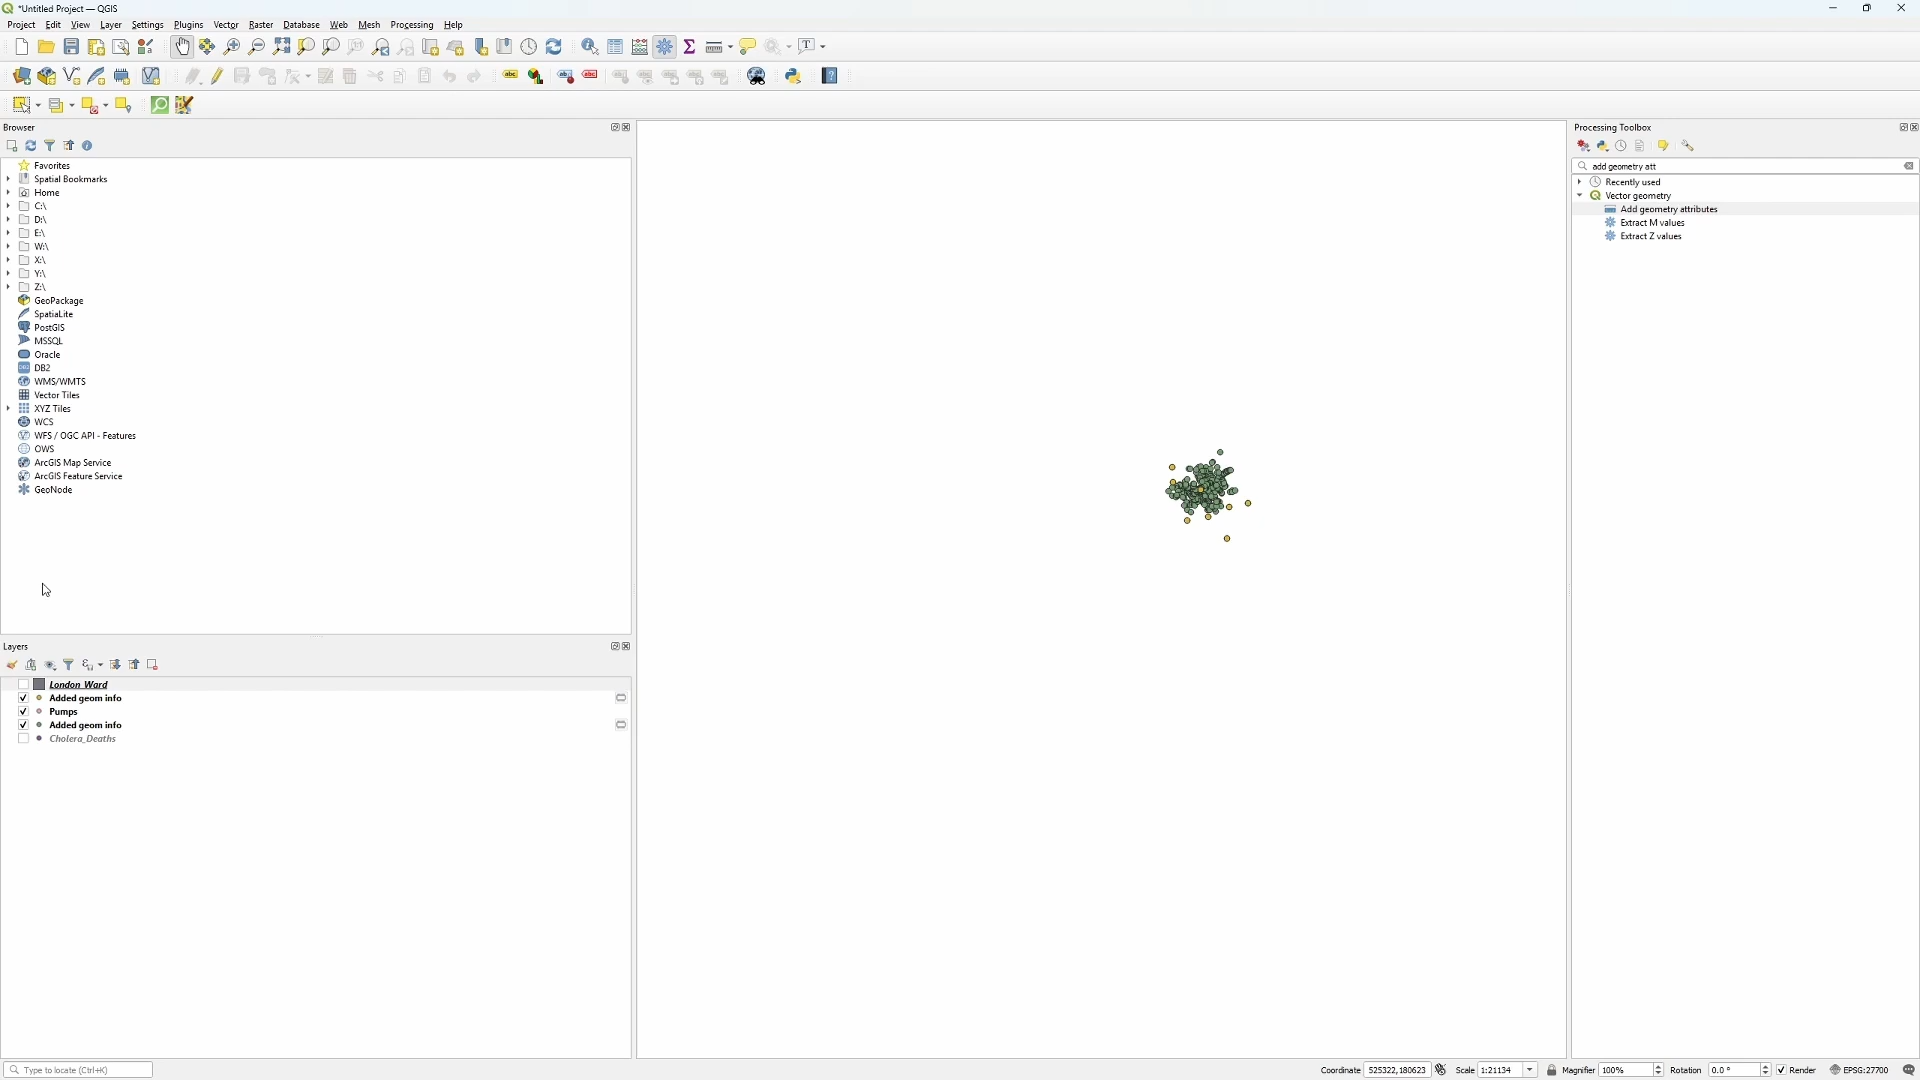 *Untitled Project — QGIS
Project Edit View Layer Settings Plugins Vector Raster Database Web Mesh Processing Help
Browser
Favorites
Spatial Bookmarks
Home
C:\
D:\
E:\
W:\
X:\
Y:\
Z:\
GeoPackage
SpatiaLite
PostGIS
MSSQL
Oracle
DB2
WMS/WMTS
Vector Tiles
XYZ Tiles
WCS
WFS / OGC API - Features
OWS
ArcGIS Map Service
ArcGIS Feature Service
GeoNode
Layers
London_Ward
Added geom info
Pumps
Added geom info
Cholera_Deaths
Processing Toolbox
add geometry att
Recently used
Vector geometry
Add geometry attributes
Extract M values
Extract Z values
Type to locate (Ctrl+K)
Coordinate 525322,180623 Scale 1:21134 Magnifier 100% Rotation 0.0 ° Render EPSG:27700